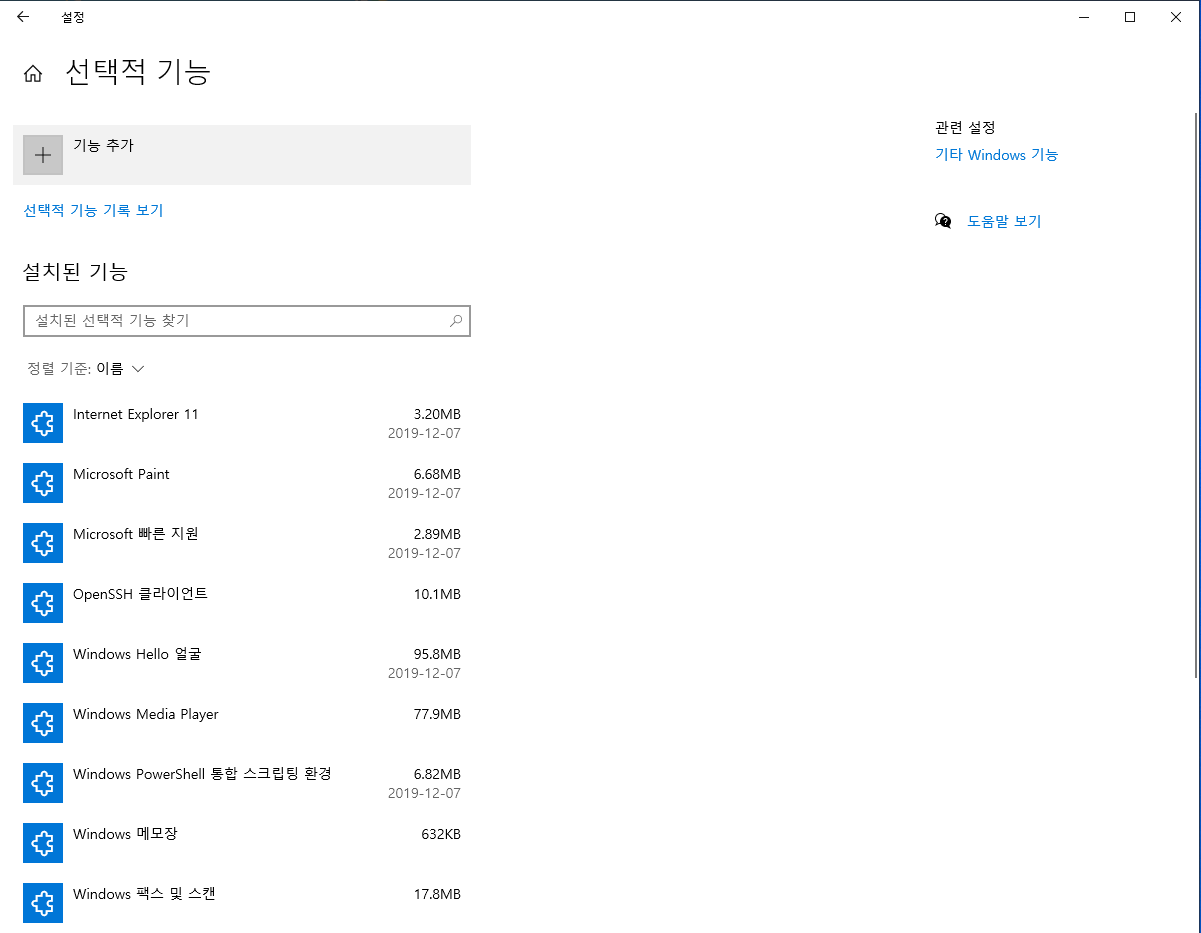 설정
선택적 기능
기능 추가
선택적 기능 기록 보기
설치된 기능
설치된 선택적 기능 찾기
정렬 기준: 이름
Internet Explorer 11 3.20MB
2019-12-07
Microsoft Paint 6.68MB
2019-12-07
Microsoft 빠른 지원 2.89MB
2019-12-07
OpenSSH 클라이언트 10.1MB
Windows Hello 얼굴 95.8MB
2019-12-07
Windows Media Player 77.9MB
Windows PowerShell 통합 스크립팅 환경 6.82MB
2019-12-07
Windows 메모장 632KB
Windows 팩스 및 스캔 17.8MB
관련 설정
기타 Windows 기능
도움말 보기